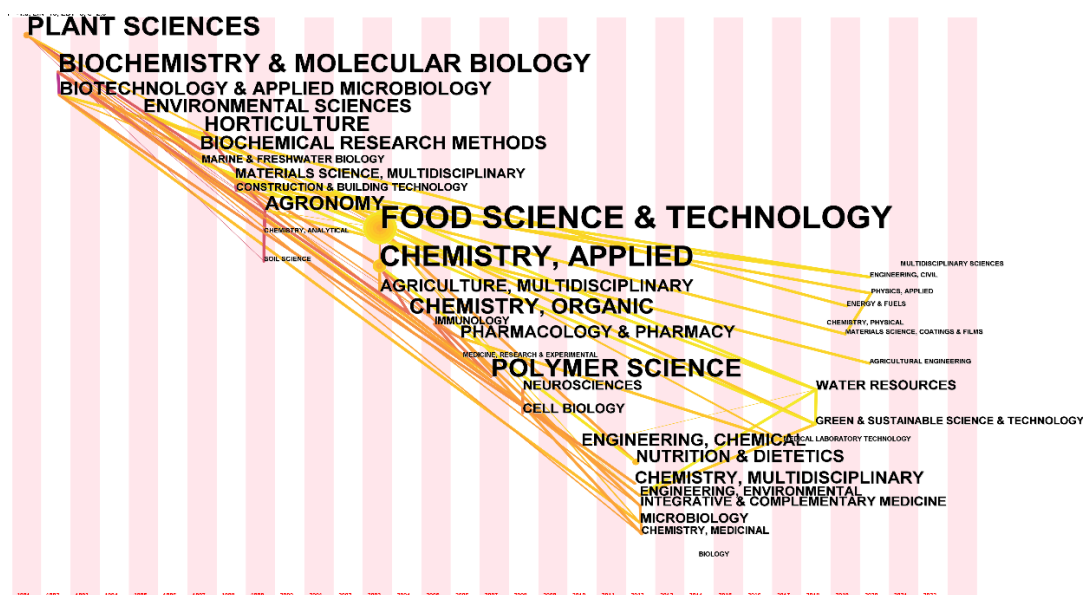 PLANT SCIENCES
BIOCHEMISTRY & MOLECULAR BIOLOGY
BIOTECHNOLOGY & APPLIED MICROBIOLOGY
ENVIRONMENTAL SCIENCES
HORTICULTURE
BIOCHEMICAL RESEARCH METHODS
MARINE & FRESHWATER BIOLOGY
MATERIALS SCIENCE, MULTIDISCIPLINARY
CONSTRUCTION & BUILDING TECHNOLOGY
AGRONOMY
FOOD SCIENCE & TECHNOLOGY
CHEMISTRY, ANALYTICAL
CHEMISTRY, APPLIED
SOIL SCIENCE
MULTIDISCIPLINARY SCIENCES
ENGINEERING, CIVIL
AGRICULTURE, MULTIDISCIPLINARY
PHYSICS, APPLIED
CHEMISTRY, ORGANIC
ENERGY & FUELS
IMMUNOLOGY
CHEMISTRY, PHYSICAL
PHARMACOLOGY & PHARMACY
MATERIALS SCIENCE, COATINGS & FILMS
MEDICINE, RESEARCH & EXPERIMENTAL
AGRICULTURAL ENGINEERING
POLYMER SCIENCE
NEUROSCIENCES
WATER RESOURCES
CELL BIOLOGY
GREEN & SUSTAINABLE SCIENCE & TECHNOLOGY
ENGINEERING, CHEMICAL
MEDICAL LABORATORY TECHNOLOGY
NUTRITION & DIETETICS
CHEMISTRY, MULTIDISCIPLINARY
ENGINEERING, ENVIRONMENTAL
INTEGRATIVE & COMPLEMENTARY MEDICINE
MICROBIOLOGY
CHEMISTRY, MEDICINAL
BIOLOGY